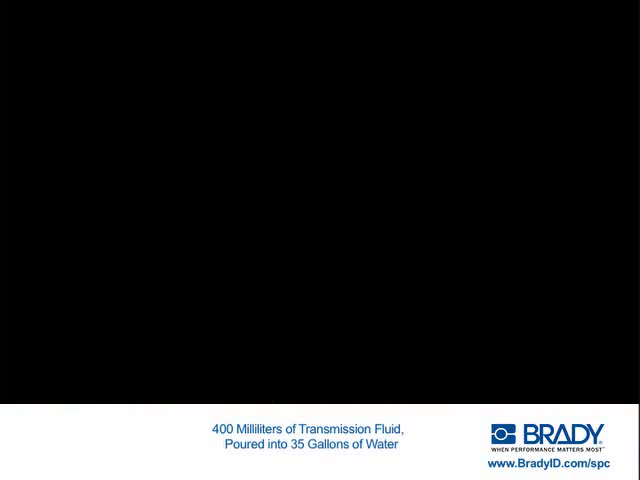 400 Milliliters of Transmission Fluid,
Poured into 35 Gallons of Water
BRADY
WHEN PERFORMANCE MATTERS MOST™
www.BradyID.com/spc